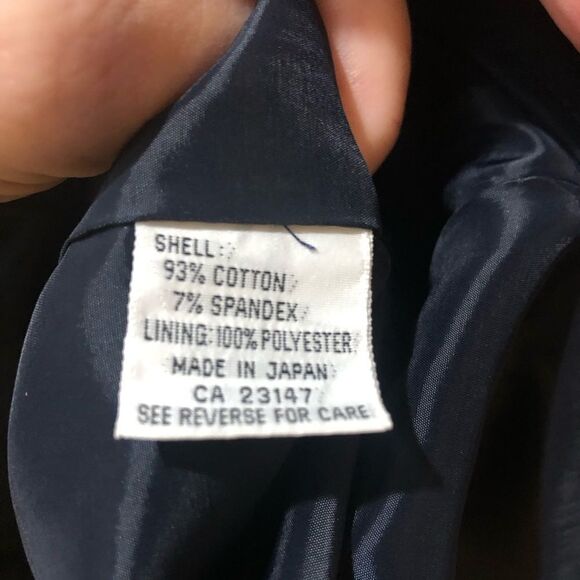 SHELL:
93% COTTON
7% SPANDEX
LINING:100% POLYESTER
MADE IN JAPAN
CA 23147
SEE REVERSE FOR CARE